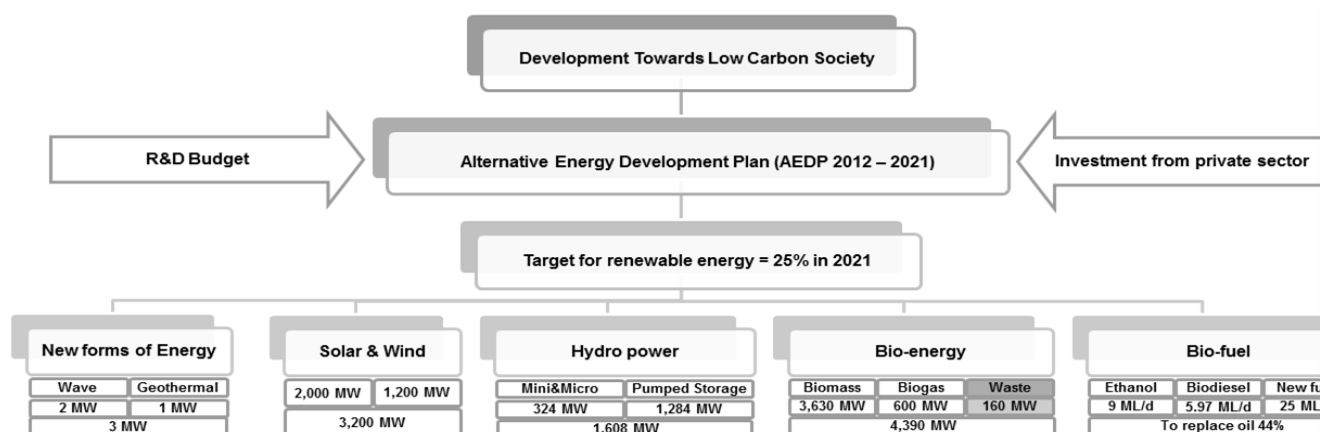 Development Towards Low Carbon Society
R&D Budget
Alternative Energy Development Plan (AEDP 2012 – 2021)
Investment from private sector
Target for renewable energy = 25% in 2021
New forms of Energy
Solar & Wind
Hydro power
Bio-energy
Bio-fuel
Wave Geothermal
2,000 MW 1,200 MW
Mini&Micro Pumped Storage
Biomass Biogas Waste
Ethanol Biodiesel New
2 MW 1 MW
324 MW 1,284 MW
3,630 MW 600 MW 160 MW
9 ML/d 5.97 ML/d 25
3 MW
3,200 MW
1,608 MW
4,390 MW
To replace oil 44%